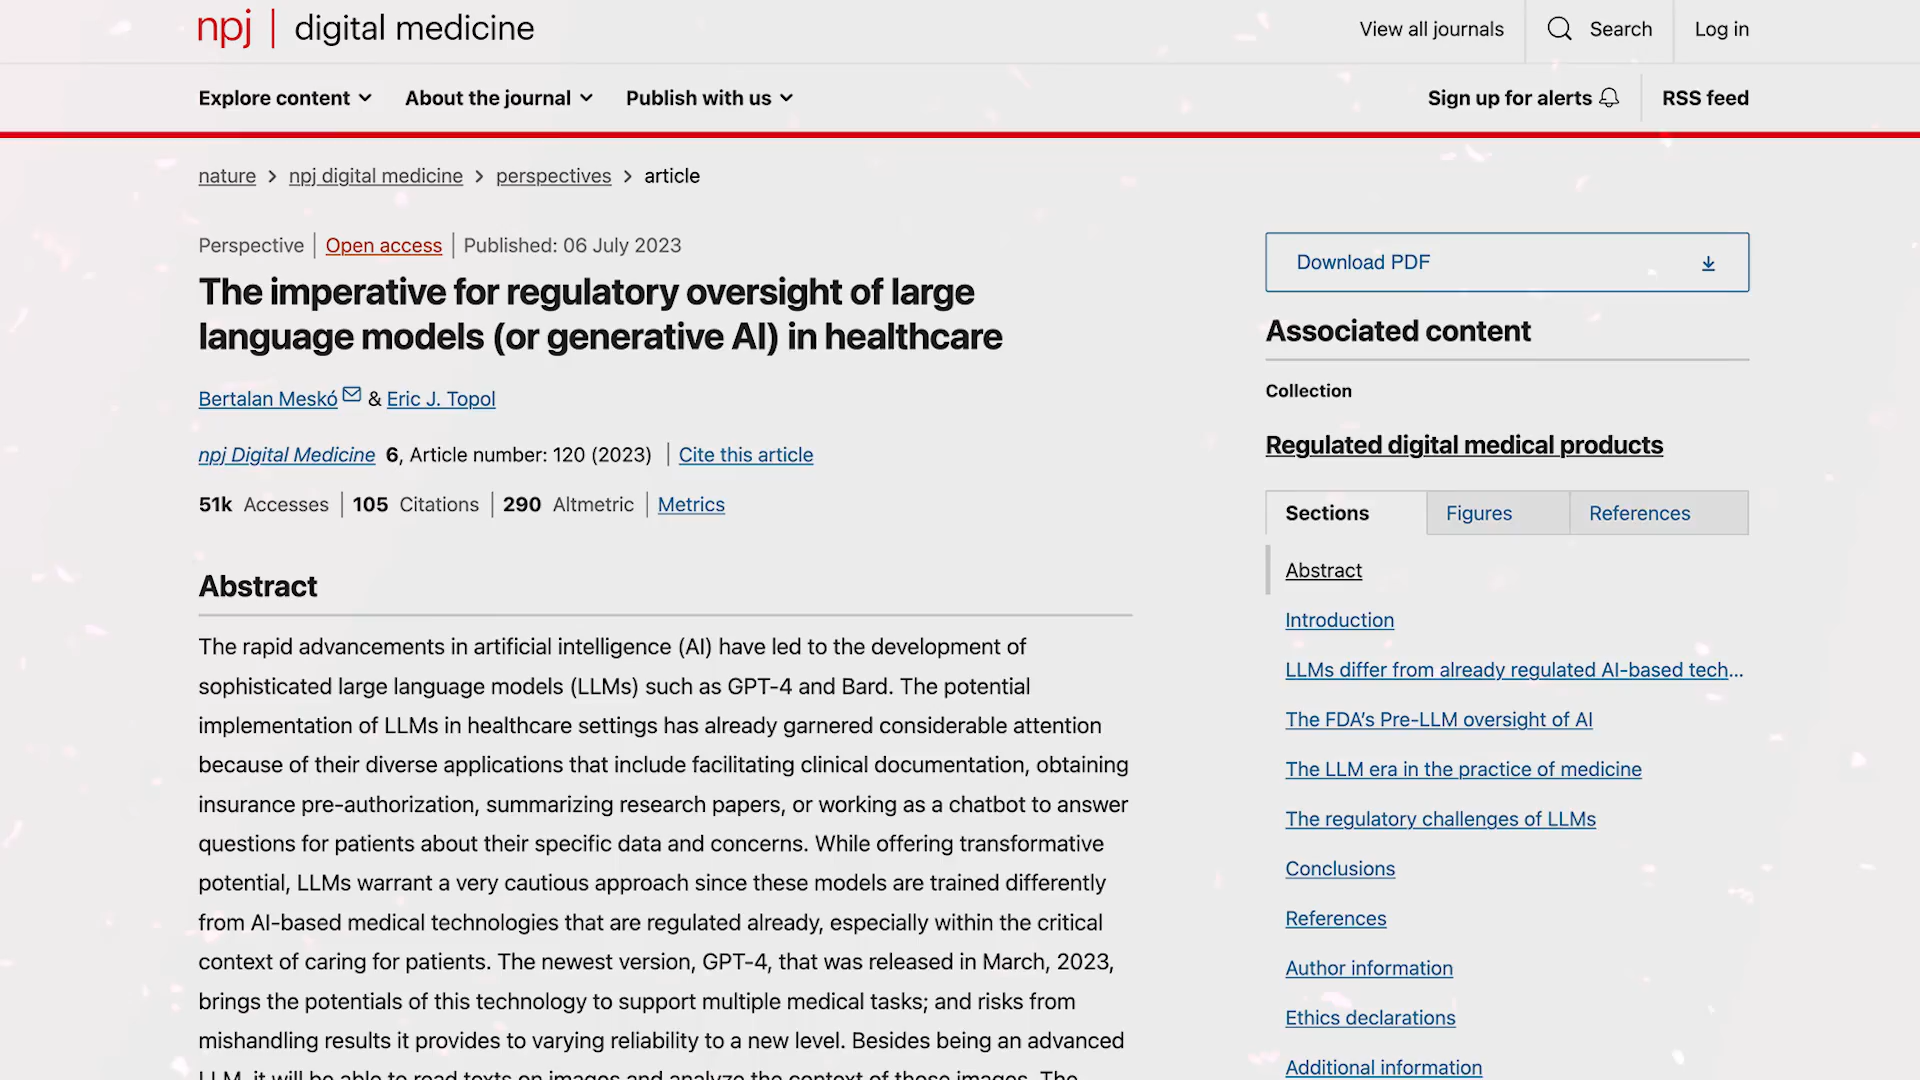 npj | digital medicine
View all journals
Search
Log in
Explore content
About the journal
Publish with us
Sign up for alerts
RSS feed
nature > npj digital medicine > perspectives > article
Perspective | Open access | Published: 06 July 2023
The imperative for regulatory oversight of large
language models (or generative AI) in healthcare
Bertalan Meskó & Eric J. Topol
npj Digital Medicine 6, Article number: 120 (2023) | Cite this article
51k Accesses | 105 Citations | 290 Altmetric | Metrics
Abstract
The rapid advancements in artificial intelligence (AI) have led to the development of
sophisticated large language models (LLMs) such as GPT-4 and Bard. The potential
implementation of LLMs in healthcare settings has already garnered considerable attention
because of their diverse applications that include facilitating clinical documentation, obtaining
insurance pre-authorization, summarizing research papers, or working as a chatbot to answer
questions for patients about their specific data and concerns. While offering transformative
potential, LLMs warrant a very cautious approach since these models are trained differently
from AI-based medical technologies that are regulated already, especially within the critical
context of caring for patients. The newest version, GPT-4, that was released in March, 2023,
brings the potentials of this technology to support multiple medical tasks; and risks from
mishandling results it provides to varying reliability to a new level. Besides being an advanced
LLM, it will be able to read texts on images and analyze the context of those images. The
Download PDF
Associated content
Collection
Regulated digital medical products
Sections
Figures
References
Abstract
Introduction
LLMs differ from already regulated AI-based tech...
The FDA's Pre-LLM oversight of AI
The LLM era in the practice of medicine
The regulatory challenges of LLMs
Conclusions
References
Author information
Ethics declarations
Additional information